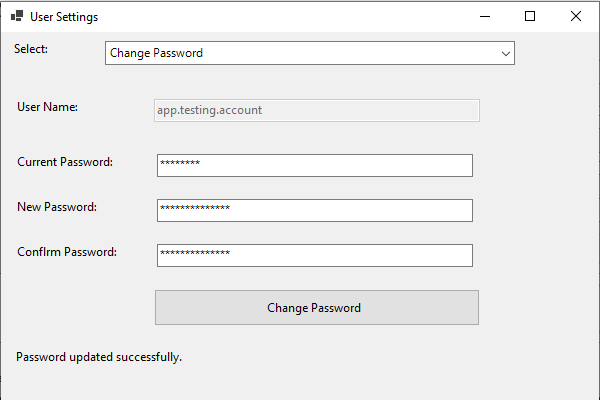 User Settings
Select: Change Password
User Name: app.testing.account
Current Password: ********
New Password: **************
ConfIrm Password: **************
Change Password
Password updated successfully.